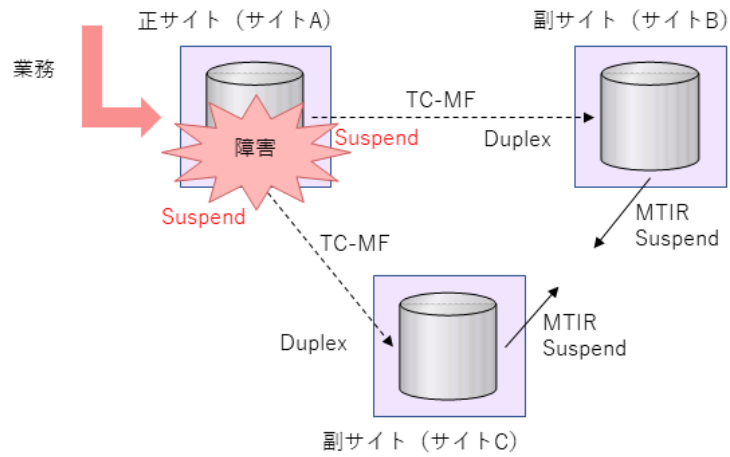 正サイト（サイトA）
副サイト（サイトB）
業務
TC-MF
障害
Suspend
Duplex
Suspend
MTIR
Suspend
TC-MF
Duplex
MTIR
Suspend
副サイト（サイトC）